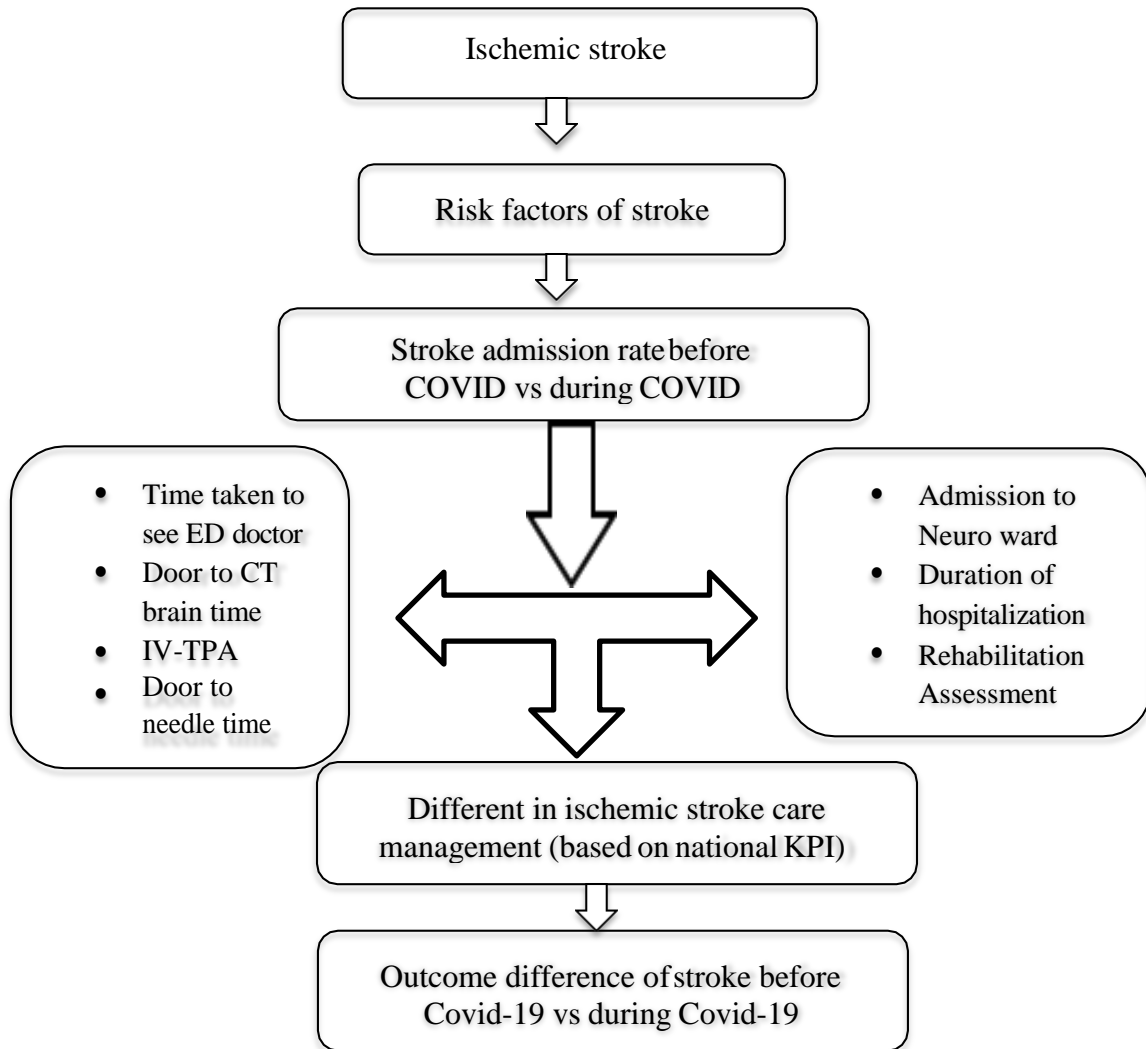 Ischemic stroke
Risk factors of stroke
Stroke admission rate before
COVID vs during COVID
• Time taken to
see ED doctor
• Door to CT
brain time
• IV-TPA
• Door to
needle time
• Admission to
Neuro ward
• Duration of
hospitalization
• Rehabilitation
Assessment
Different in ischemic stroke care
management (based on national KPI)
Outcome difference of stroke before
Covid-19 vs during Covid-19